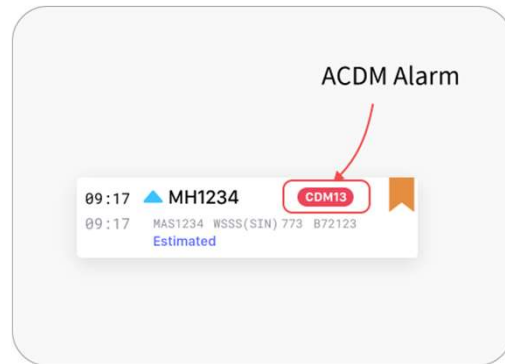 ACDM Alarm
09:17 MH1234 CDM13
09:17 MAS1234 WSSS(SIN) 773 B72123
Estimated